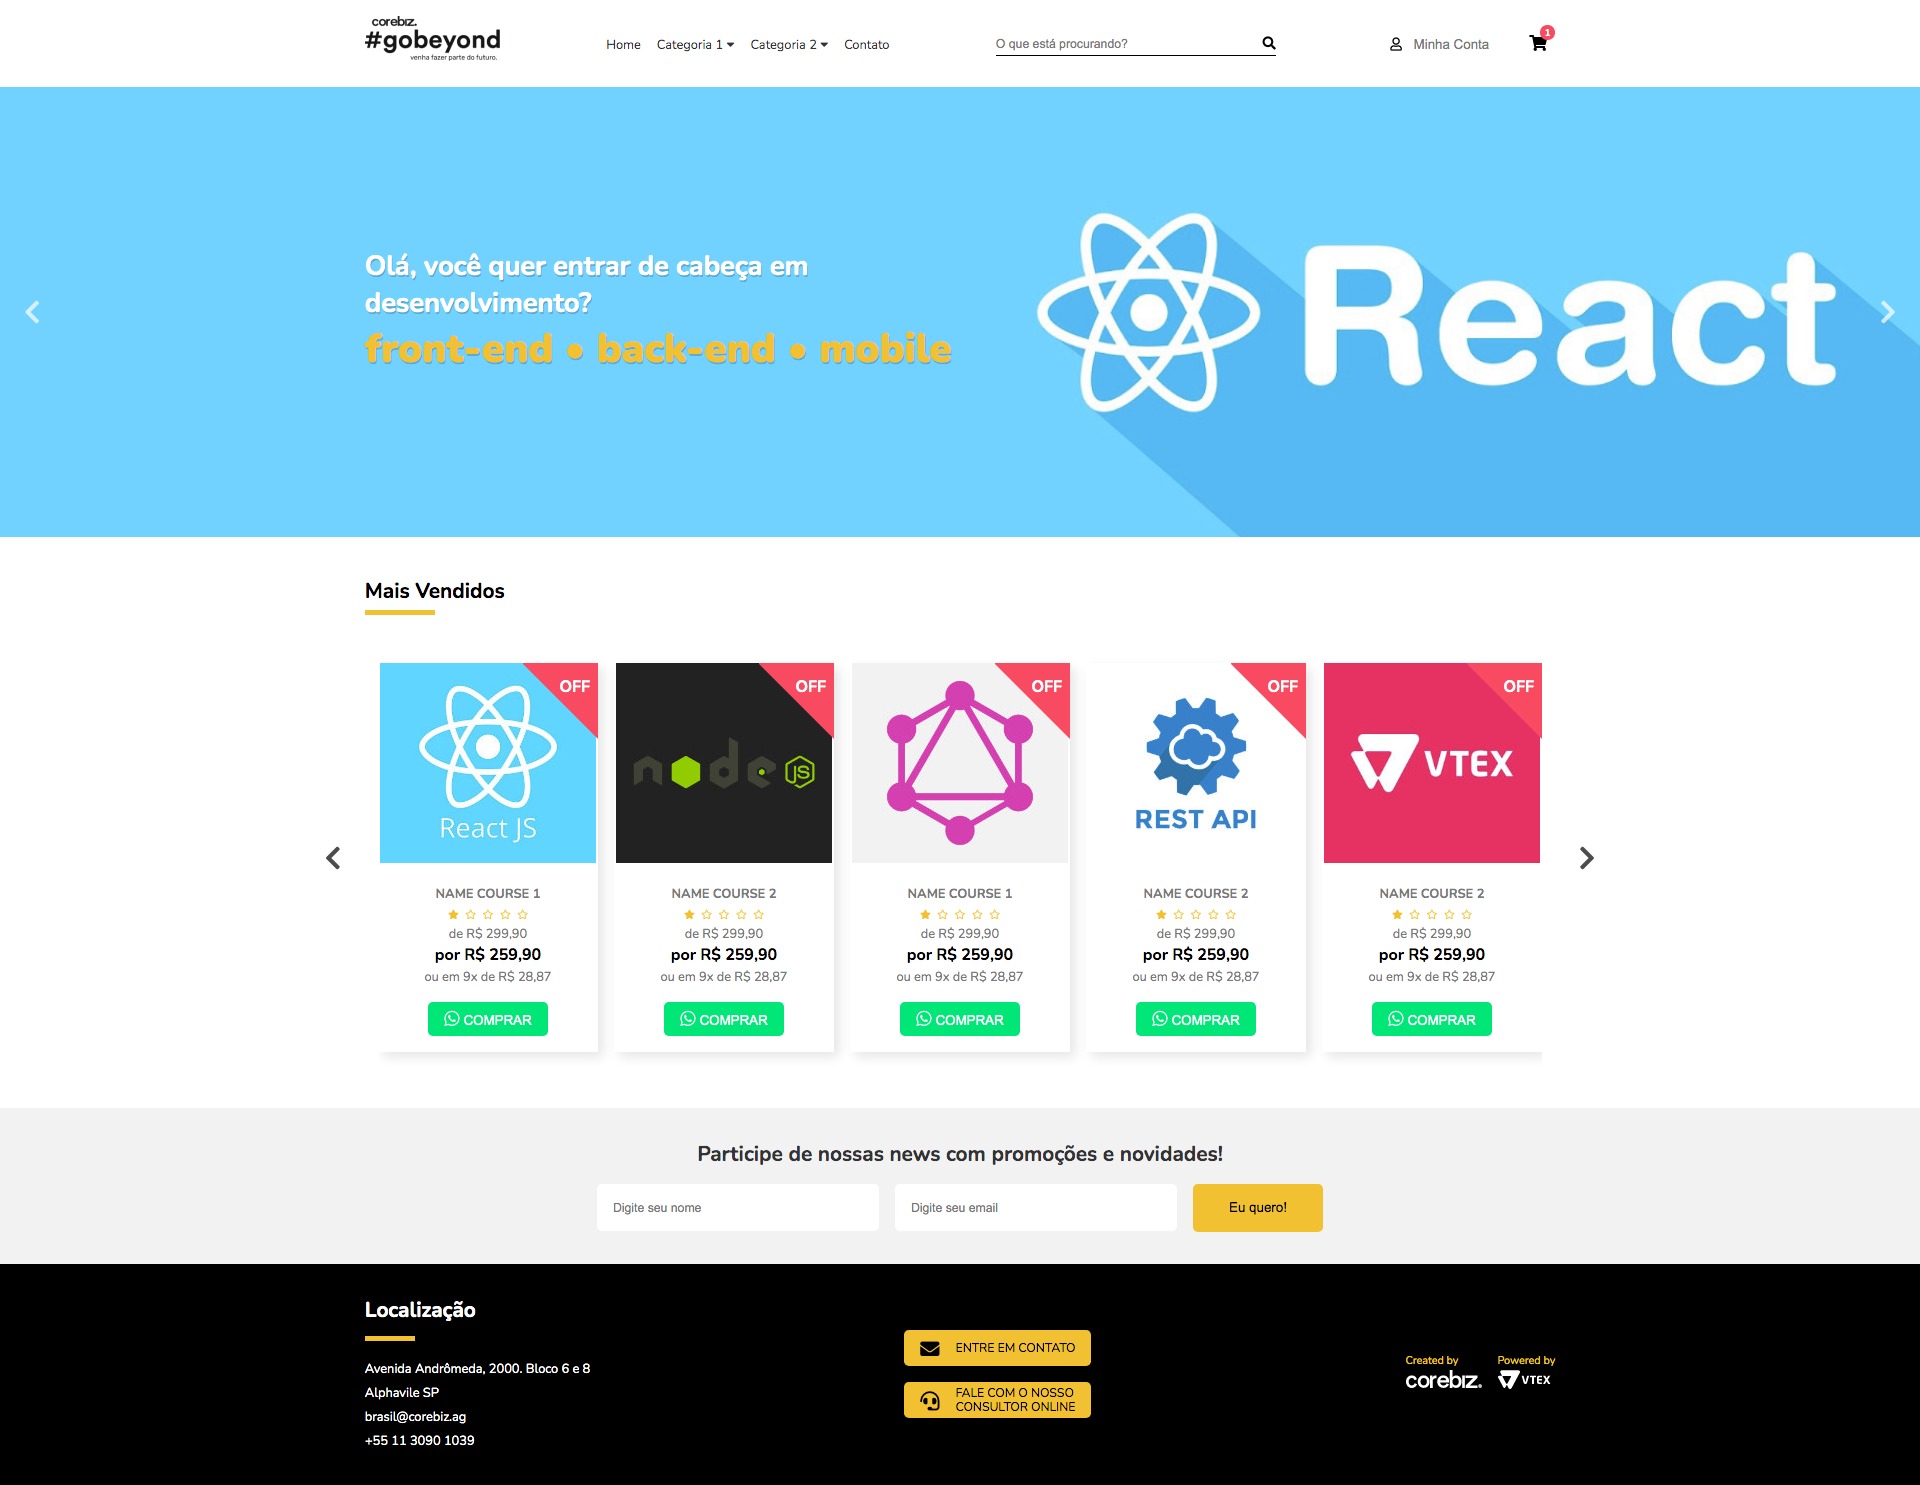 corebiz.
#gobeyond
venha fazer parte do futuro.
Home Categoria 1 Categoria 2 Contato
O que está procurando?
Minha Conta
1
Olá, você quer entrar de cabeça em
desenvolvimento?
front-end • back-end • mobile
React
Mais Vendidos
OFF OFF OFF OFF OFF
React JS
node JS
REST API
VTEX
NAME COURSE 1 NAME COURSE 2 NAME COURSE 1 NAME COURSE 2 NAME COURSE 2
de R$ 299,90 de R$ 299,90 de R$ 299,90 de R$ 299,90 de R$ 299,90
por R$ 259,90 por R$ 259,90 por R$ 259,90 por R$ 259,90 por R$ 259,90
ou em 9x de R$ 28,87 ou em 9x de R$ 28,87 ou em 9x de R$ 28,87 ou em 9x de R$ 28,87 ou em 9x de R$ 28,87
COMPRAR COMPRAR COMPRAR COMPRAR COMPRAR
Participe de nossas news com promoções e novidades!
Digite seu nome Digite seu email Eu quero!
Localização
Avenida Andrômeda, 2000. Bloco 6 e 8
Alphavile SP
brasil@corebiz.ag
+55 11 3090 1039
ENTRE EM CONTATO
FALE COM O NOSSO
CONSULTOR ONLINE
Created by
corebiz.
Powered by
VTEX